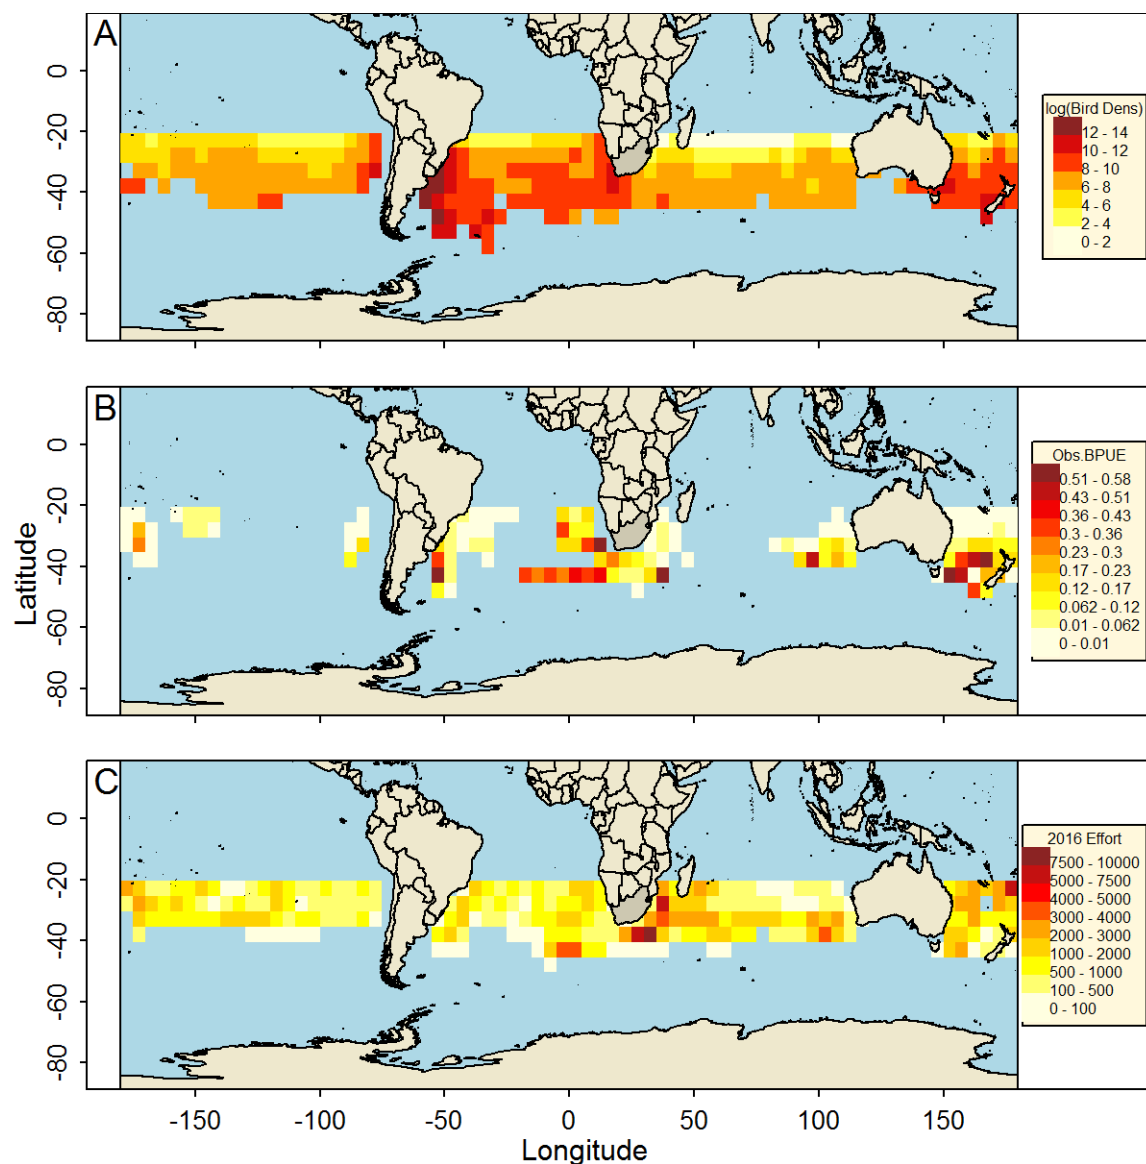 A
0
-20
-40
-60
-80
log(Bird Dens)
12 - 14
10 - 12
8 - 10
6 - 8
4 - 6
2 - 4
0 - 2
B
0
-20
-40
-60
-80
Latitude
Obs.BPUE
0.51 - 0.58
0.43 - 0.51
0.36 - 0.43
0.3 - 0.36
0.23 - 0.3
0.17 - 0.23
0.12 - 0.17
0.062 - 0.12
0.01 - 0.062
0 - 0.01
C
0
-20
-40
-60
-80
2016 Effort
7500 - 10000
5000 - 7500
4000 - 5000
3000 - 4000
2000 - 3000
1000 - 2000
500 - 1000
100 - 500
0 - 100
-150 -100 -50 0 50 100 150
Longitude